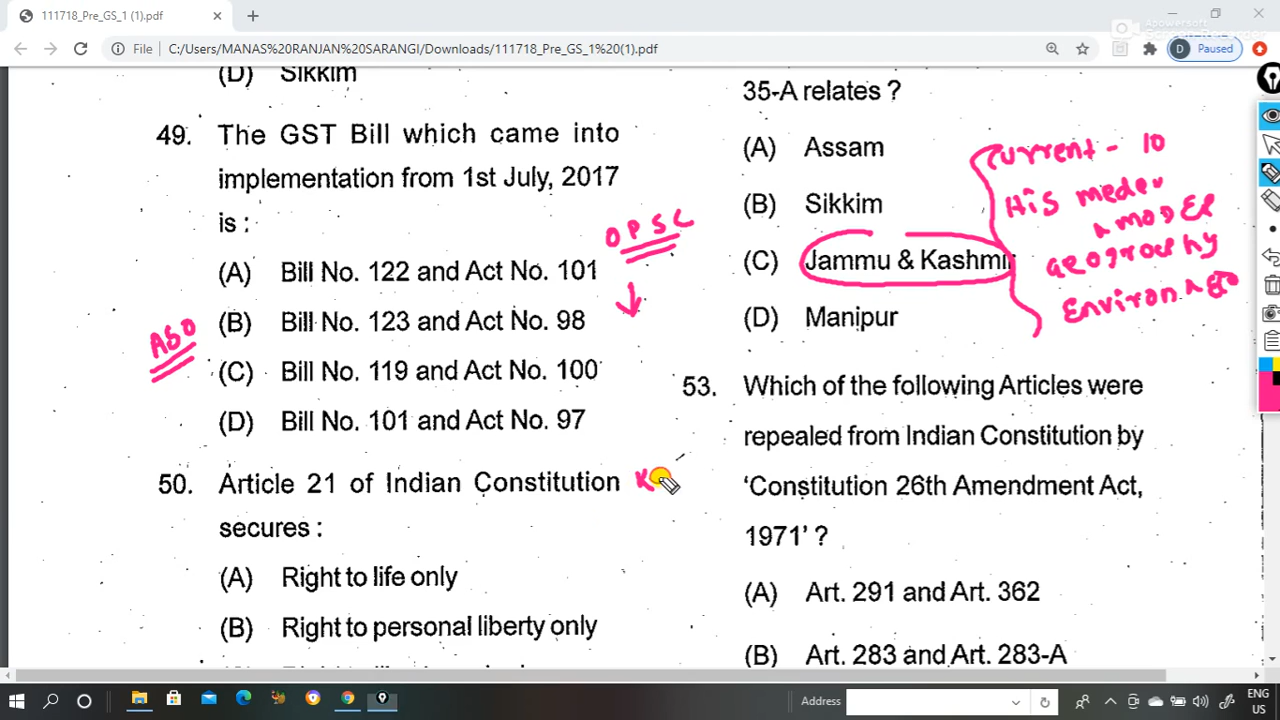 111718_Pre_GS_1 (1).pdf
Apowersoft
File C:/Users/MANAS%20RANJAN%20SARANGI/Downloads/111718_Pre_GS_1%20(1).pdf
D Paused
(D) Sikkim
49. The GST Bill which came into
implementation from 1st July, 2017
is :
(A) Bill No. 122 and Act No. 101
(B) Bill No. 123 and Act No. 98
(C) Bill No. 119 and Act No. 100
(D) Bill No. 101 and Act No. 97
OPSC
ASO
50. Article 21 of Indian Constitution
secures :
(A) Right to life only
(B) Right to personal liberty only
35-A relates ?
(A) Assam
(B) Sikkim
(C) Jammu & Kashmir
(D) Manipur
Current - 10
His
Geography
Environ
53. Which of the following Articles were
repealed from Indian Constitution by
'Constitution 26th Amendment Act,
1971' ?
(A) Art. 291 and Art. 362
(B) Art. 283 and Art. 283-A
Address
ENG
US